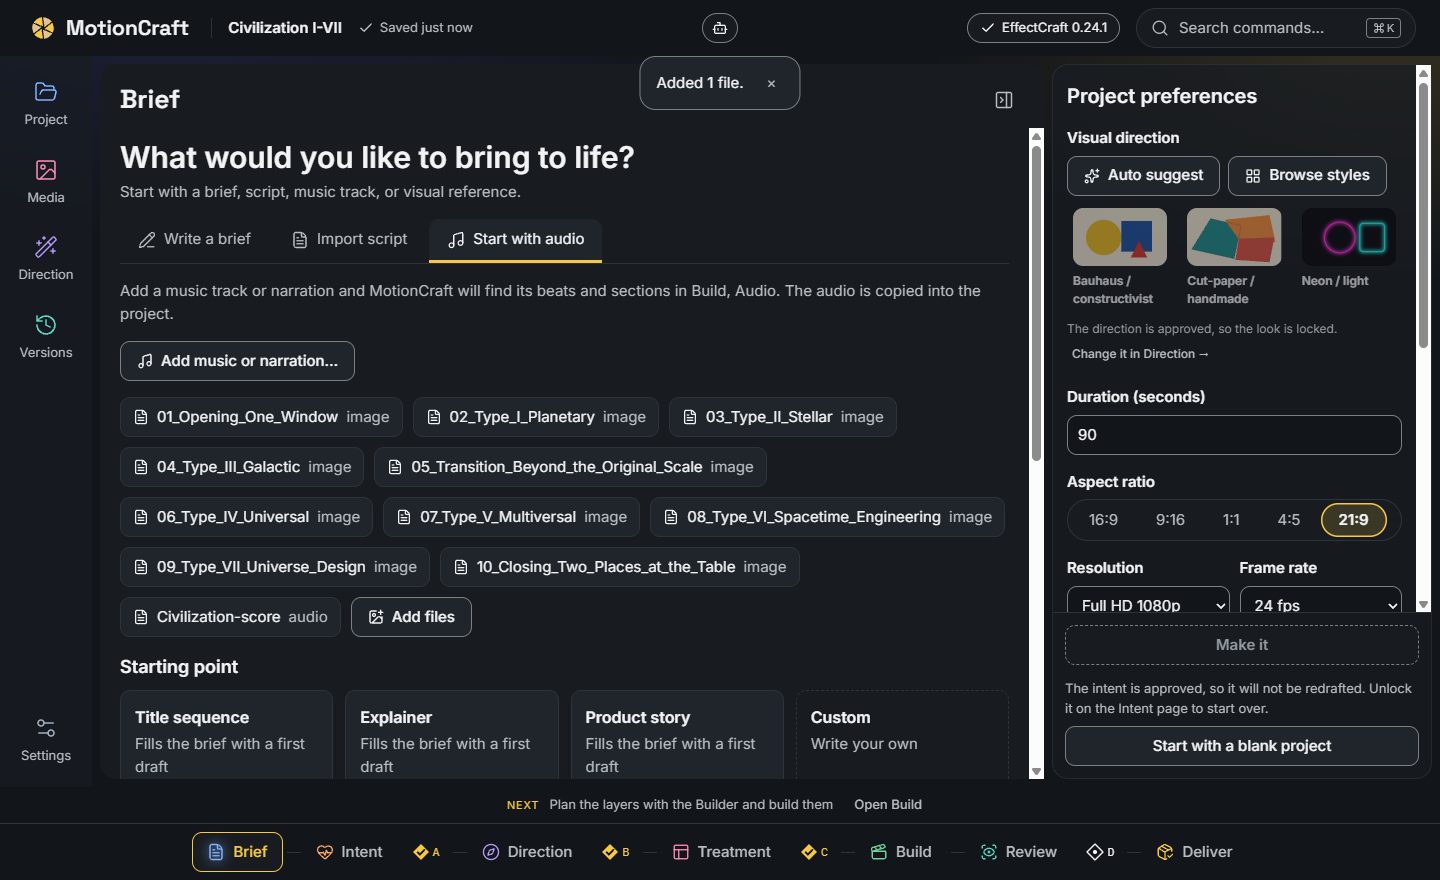 MotionCraft
Civilization I-VII
Saved just now
EffectCraft 0.24.1
Search commands...
⌘K
Added 1 file.
×
Project
Media
Direction
Versions
Settings
Brief
What would you like to bring to life?
Start with a brief, script, music track, or visual reference.
Write a brief
Import script
Start with audio
Add a music track or narration and MotionCraft will find its beats and sections in Build, Audio. The audio is copied into the
project.
Add music or narration...
01_Opening_One_Window image
02_Type_I_Planetary image
03_Type_II_Stellar image
04_Type_III_Galactic image
05_Transition_Beyond_the_Original_Scale image
06_Type_IV_Universal image
07_Type_V_Multiversal image
08_Type_VI_Spacetime_Engineering image
09_Type_VII_Universe_Design image
10_Closing_Two_Places_at_the_Table image
Civilization-score audio
Add files
Starting point
Title sequence
Fills the brief with a first
draft
Explainer
Fills the brief with a first
draft
Product story
Fills the brief with a first
draft
Custom
Write your own
Project preferences
Visual direction
Auto suggest
Browse styles
Bauhaus /
constructivist
Cut-paper /
handmade
Neon / light
The direction is approved, so the look is locked.
Change it in Direction →
Duration (seconds)
90
Aspect ratio
16:9
9:16
1:1
4:5
21:9
Resolution
Frame rate
Full HD 1080p
24 fps
Make it
The intent is approved, so it will not be redrafted. Unlock
it on the Intent page to start over.
Start with a blank project
NEXT Plan the layers with the Builder and build them Open Build
Brief
Intent
A
Direction
B
Treatment
C
Build
Review
D
Deliver